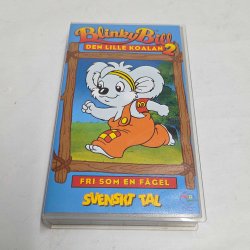 Blinky Bill
DEN LILLE KOALAN 2
FRI SOM EN FÅGEL
SVENSKT TAL